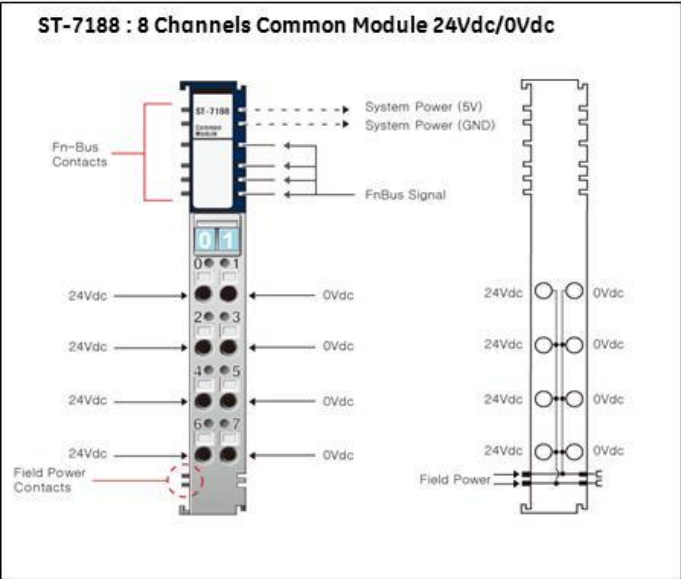 ST-7188 : 8 Channels Common Module 24Vdc/0Vdc
ST-7188
Common
Module
System Power (5V)
System Power (GND)
Fn-Bus
Contacts
FnBus Signal
0 1
0 1
24Vdc
0Vdc
2 3
24Vdc
0Vdc
4 5
24Vdc
0Vdc
6 7
24Vdc
0Vdc
Field Power
Contacts
24Vdc
0Vdc
24Vdc
0Vdc
24Vdc
0Vdc
24Vdc
0Vdc
Field Power